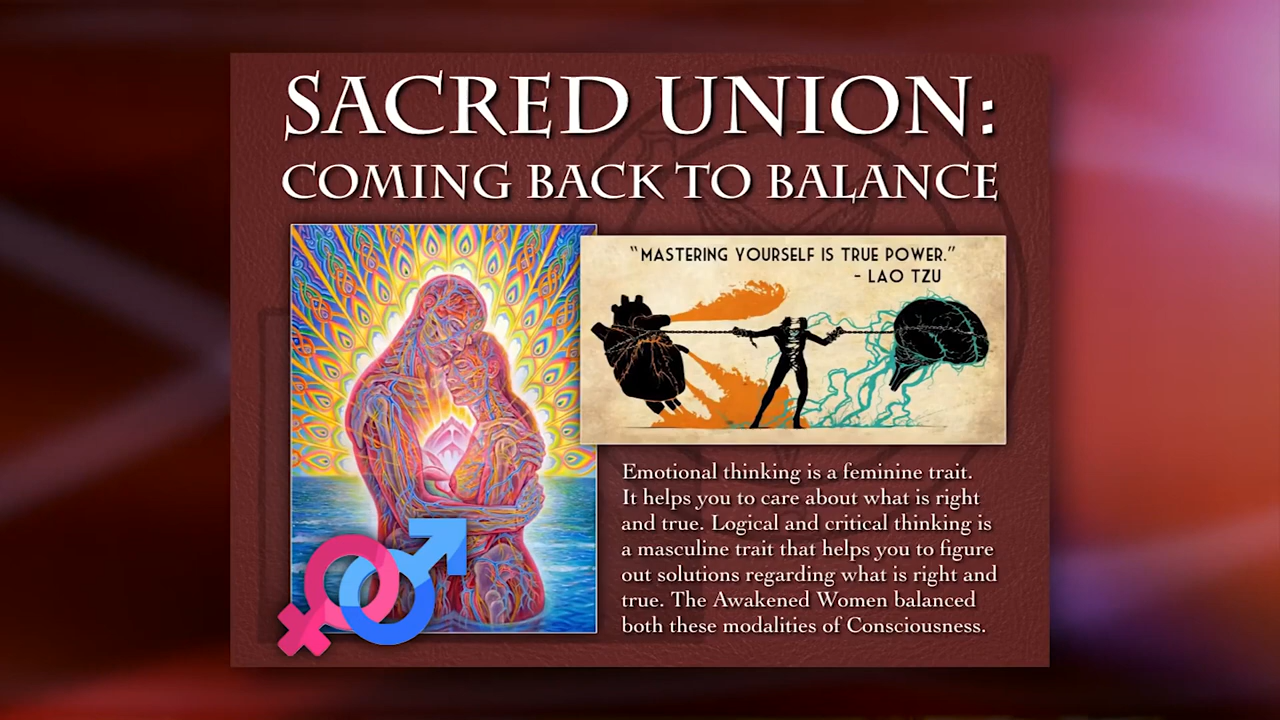 SACRED UNION:
COMING BACK TO BALANCE
“MASTERING YOURSELF IS TRUE POWER.”
- LAO TZU
Emotional thinking is a feminine trait.
It helps you to care about what is right
and true. Logical and critical thinking is
a masculine trait that helps you to figure
out solutions regarding what is right and
true. The Awakened Women balanced
both these modalities of Consciousness.